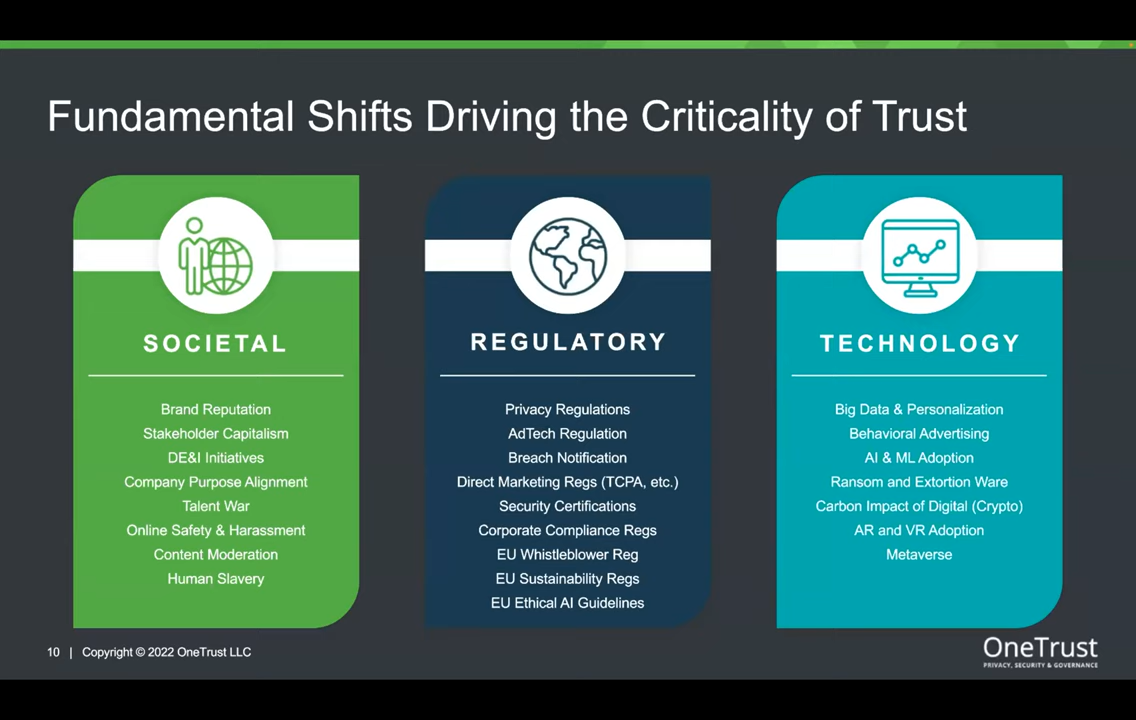 Fundamental Shifts Driving the Criticality of Trust
SOCIETAL
Brand Reputation
Stakeholder Capitalism
DE&I Initiatives
Company Purpose Alignment
Talent War
Online Safety & Harassment
Content Moderation
Human Slavery
REGULATORY
Privacy Regulations
AdTech Regulation
Breach Notification
Direct Marketing Regs (TCPA, etc.)
Security Certifications
Corporate Compliance Regs
EU Whistleblower Reg
EU Sustainability Regs
EU Ethical AI Guidelines
TECHNOLOGY
Big Data & Personalization
Behavioral Advertising
AI & ML Adoption
Ransom and Extortion Ware
Carbon Impact of Digital (Crypto)
AR and VR Adoption
Metaverse
10 | Copyright © 2022 OneTrust LLC
OneTrust
PRIVACY, SECURITY & GOVERNANCE